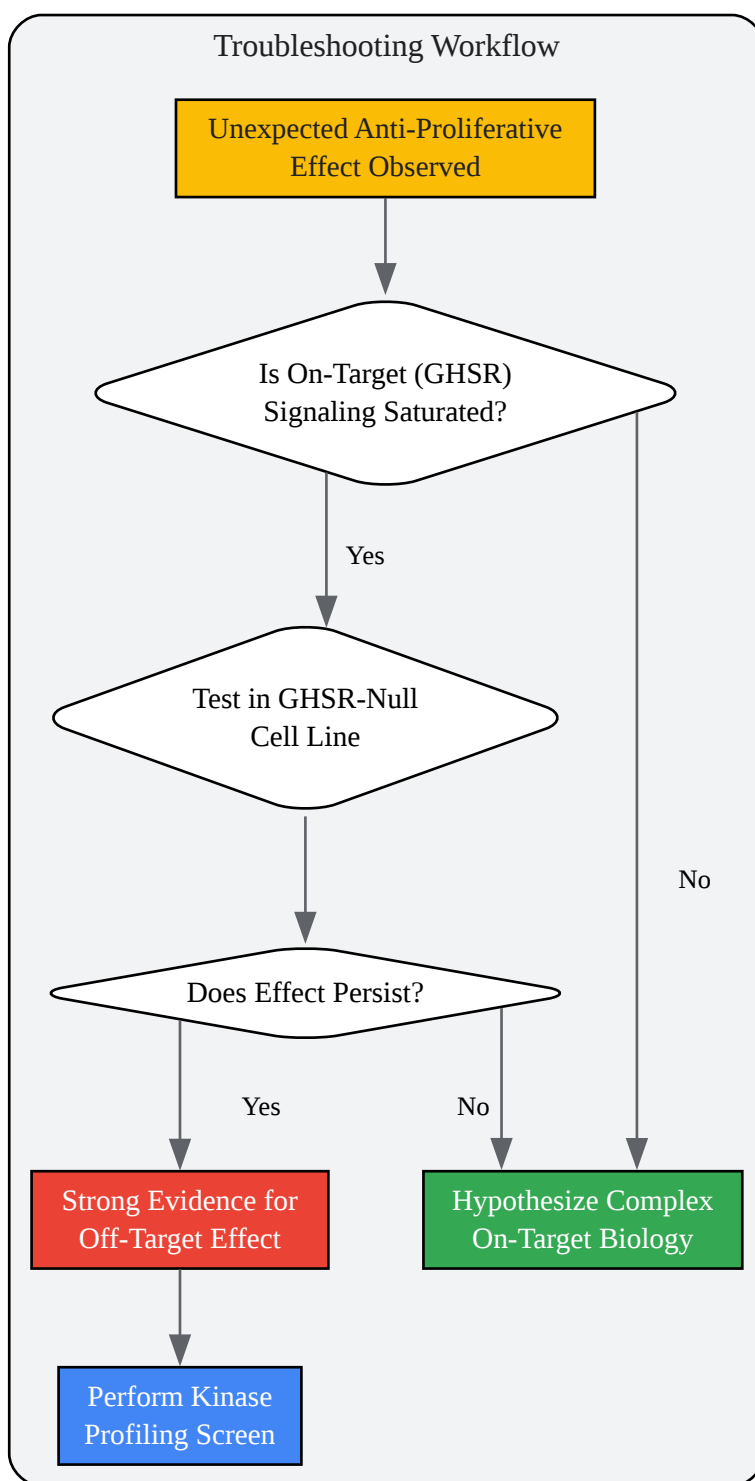 Troubleshooting Workflow
Unexpected Anti-Proliferative
Effect Observed
Is On-Target (GHSR)
Signaling Saturated?
Yes
Test in GHSR-Null
Cell Line
No
Does Effect Persist?
Yes
No
Strong Evidence for
Off-Target Effect
Hypothesize Complex
On-Target Biology
Perform Kinase
Profiling Screen